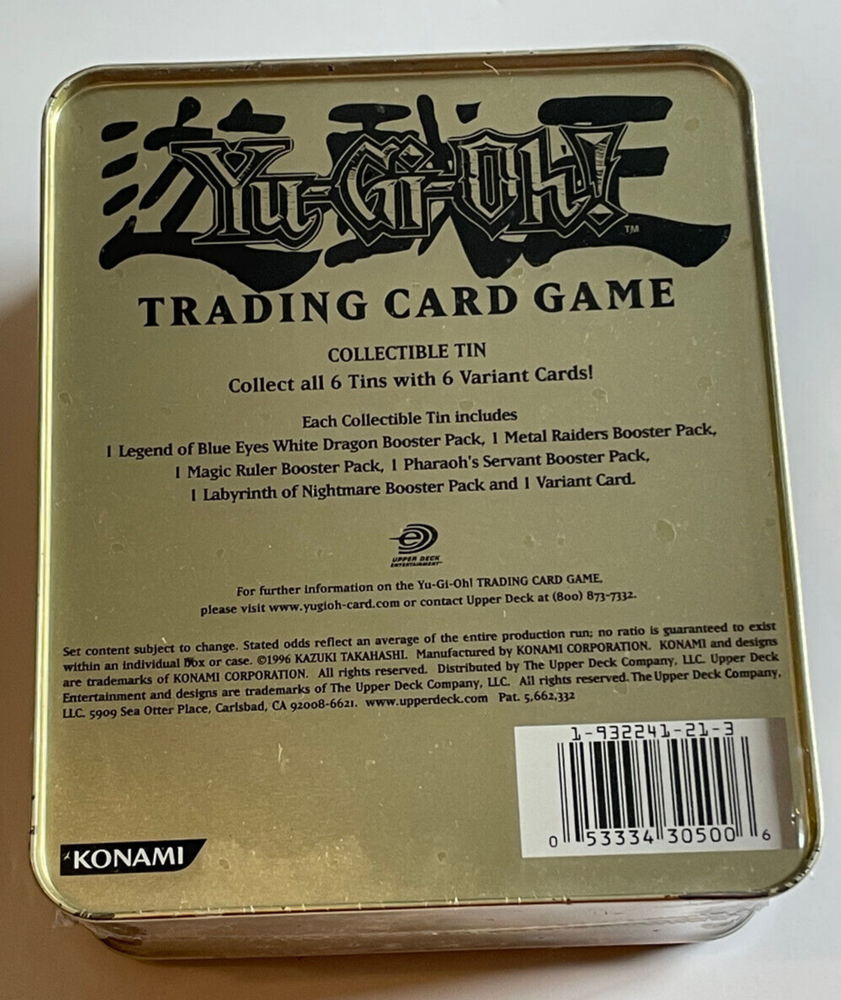 遊戯王
Yu-Gi-Oh!
TM
TRADING CARD GAME
COLLECTIBLE TIN
Collect all 6 Tins with 6 Variant Cards!
Each Collectible Tin includes
1 Legend of Blue Eyes White Dragon Booster Pack, 1 Metal Raiders Booster Pack,
1 Magic Ruler Booster Pack, 1 Pharaoh's Servant Booster Pack,
1 Labyrinth of Nightmare Booster Pack and 1 Variant Card.
e
UPPER DECK
ENTERTAINMENT
For further information on the Yu-Gi-Oh! TRADING CARD GAME,
please visit www.yugioh-card.com or contact Upper Deck at (800) 873-7332.
Set content subject to change. Stated odds reflect an average of the entire production run; no ratio is guaranteed to exist
within an individual box or case. ©1996 KAZUKI TAKAHASHI. Manufactured by KONAMI CORPORATION. KONAMI and designs
are trademarks of KONAMI CORPORATION. All rights reserved. Distributed by The Upper Deck Company, LLC. Upper Deck
Entertainment and designs are trademarks of The Upper Deck Company, LLC. All rights reserved. The Upper Deck Company,
LLC. 5909 Sea Otter Place, Carlsbad, CA 92008-6621. www.upperdeck.com Pat. 5,662,332
1-932241-21-3
0 53334 30500 6
KONAMI